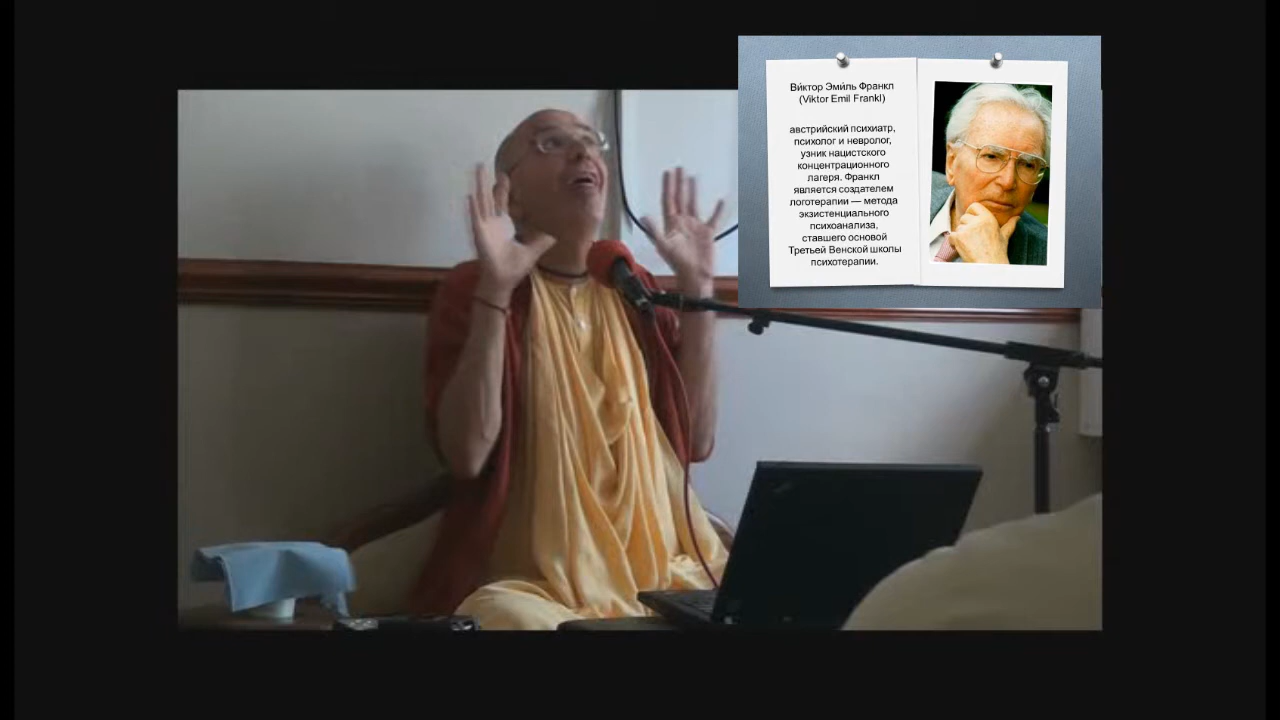 Ви́ктор Эми́ль Франкл
(Viktor Emil Frankl)
австрийский психиатр,
психолог и невролог,
узник нацистского
концентрационного
лагеря. Франкл
является создателем
логотерапии — метода
экзистенциального
психоанализа,
ставшего основой
Третьей Венской школы
психотерапии.